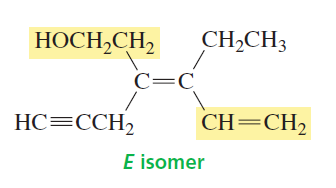 HOCH₂CH₂ CH₂CH3
C=C
HC≡CCH₂ CH=CH₂
E isomer